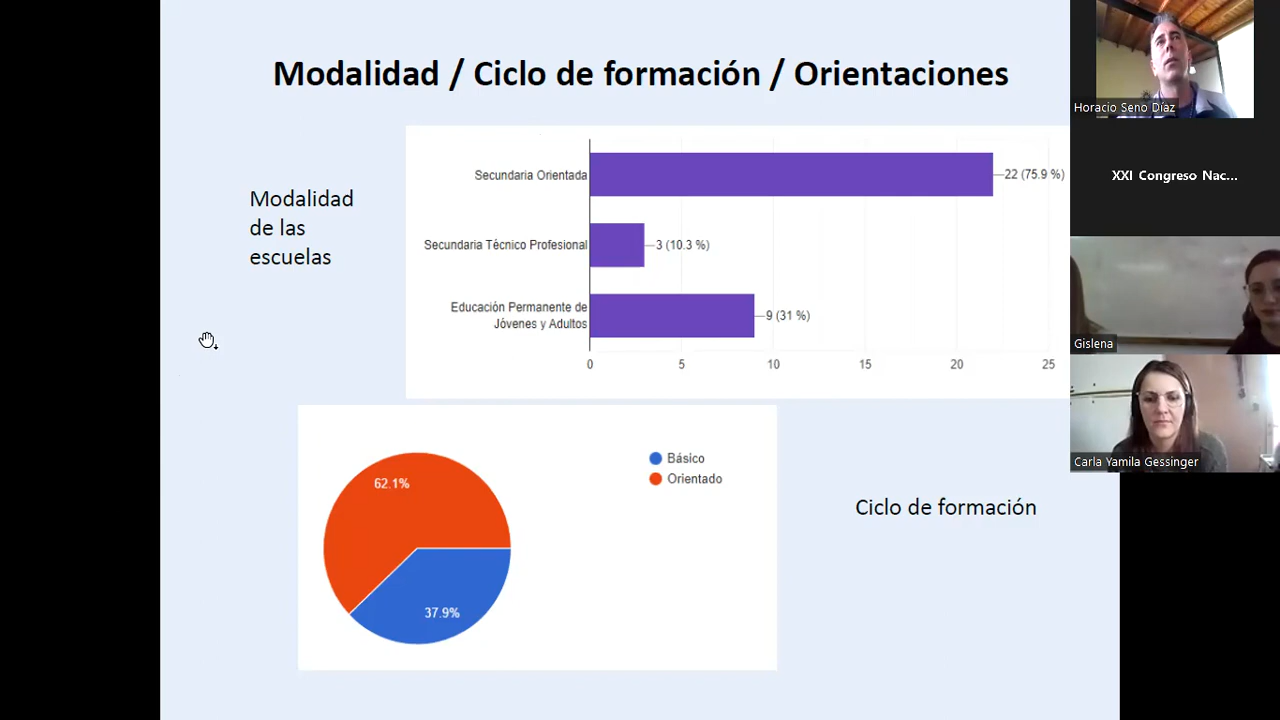 Modalidad / Ciclo de formación / Orientaciones
Modalidad
de las
escuelas
Secundaria Orientada
22 (75.9 %)
Secundaria Técnico Profesional
3 (10.3 %)
Educación Permanente de
Jóvenes y Adultos
9 (31 %)
0 5 10 15 20 25
62.1%
37.9%
Básico
Orientado
Ciclo de formación
Horacio Seno Díaz
XXI Congreso Nac...
Gislena
Carla Yamila Gessinger